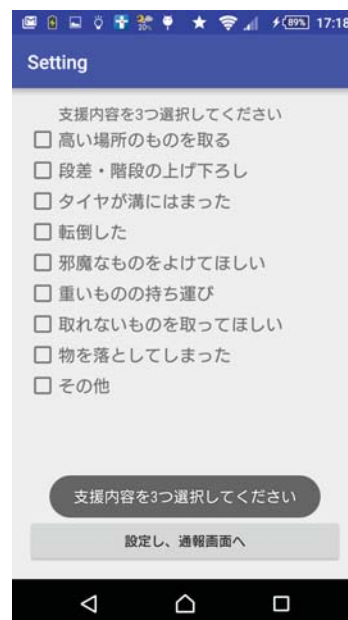 20%
89%
17:18
Setting
支援内容を3つ選択してください
高い場所のものを取る
段差・階段の上げ下ろし
タイヤが溝にはまった
転倒した
邪魔なものをよけてほしい
重いものの持ち運び
取れないものを取ってほしい
物を落としてしまった
その他
支援内容を3つ選択してください
設定し、通報画面へ